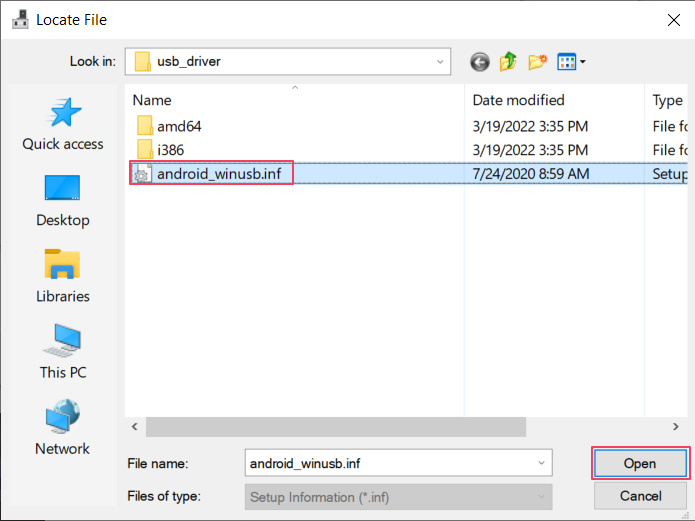 Locate File
Look in: usb_driver
Name Date modified Type
amd64 3/19/2022 3:35 PM File fo
i386 3/19/2022 3:35 PM File fo
android_winusb.inf 7/24/2020 8:59 AM Setup
Quick access
Desktop
Libraries
This PC
Network
File name: android_winusb.inf Open
Files of type: Setup Information (*.inf) Cancel